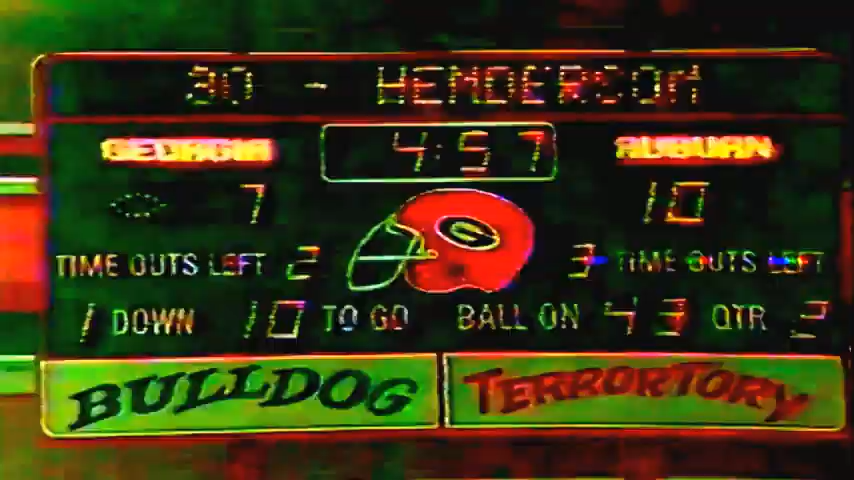 30 - HENDERSON
GEORGIA 4:57 AUBURN
7 10
TIME OUTS LEFT 2 3 TIME OUTS LEFT
1 DOWN 10 TO GO BALL ON 43 QTR 2
BULLDOG TERRORTORY